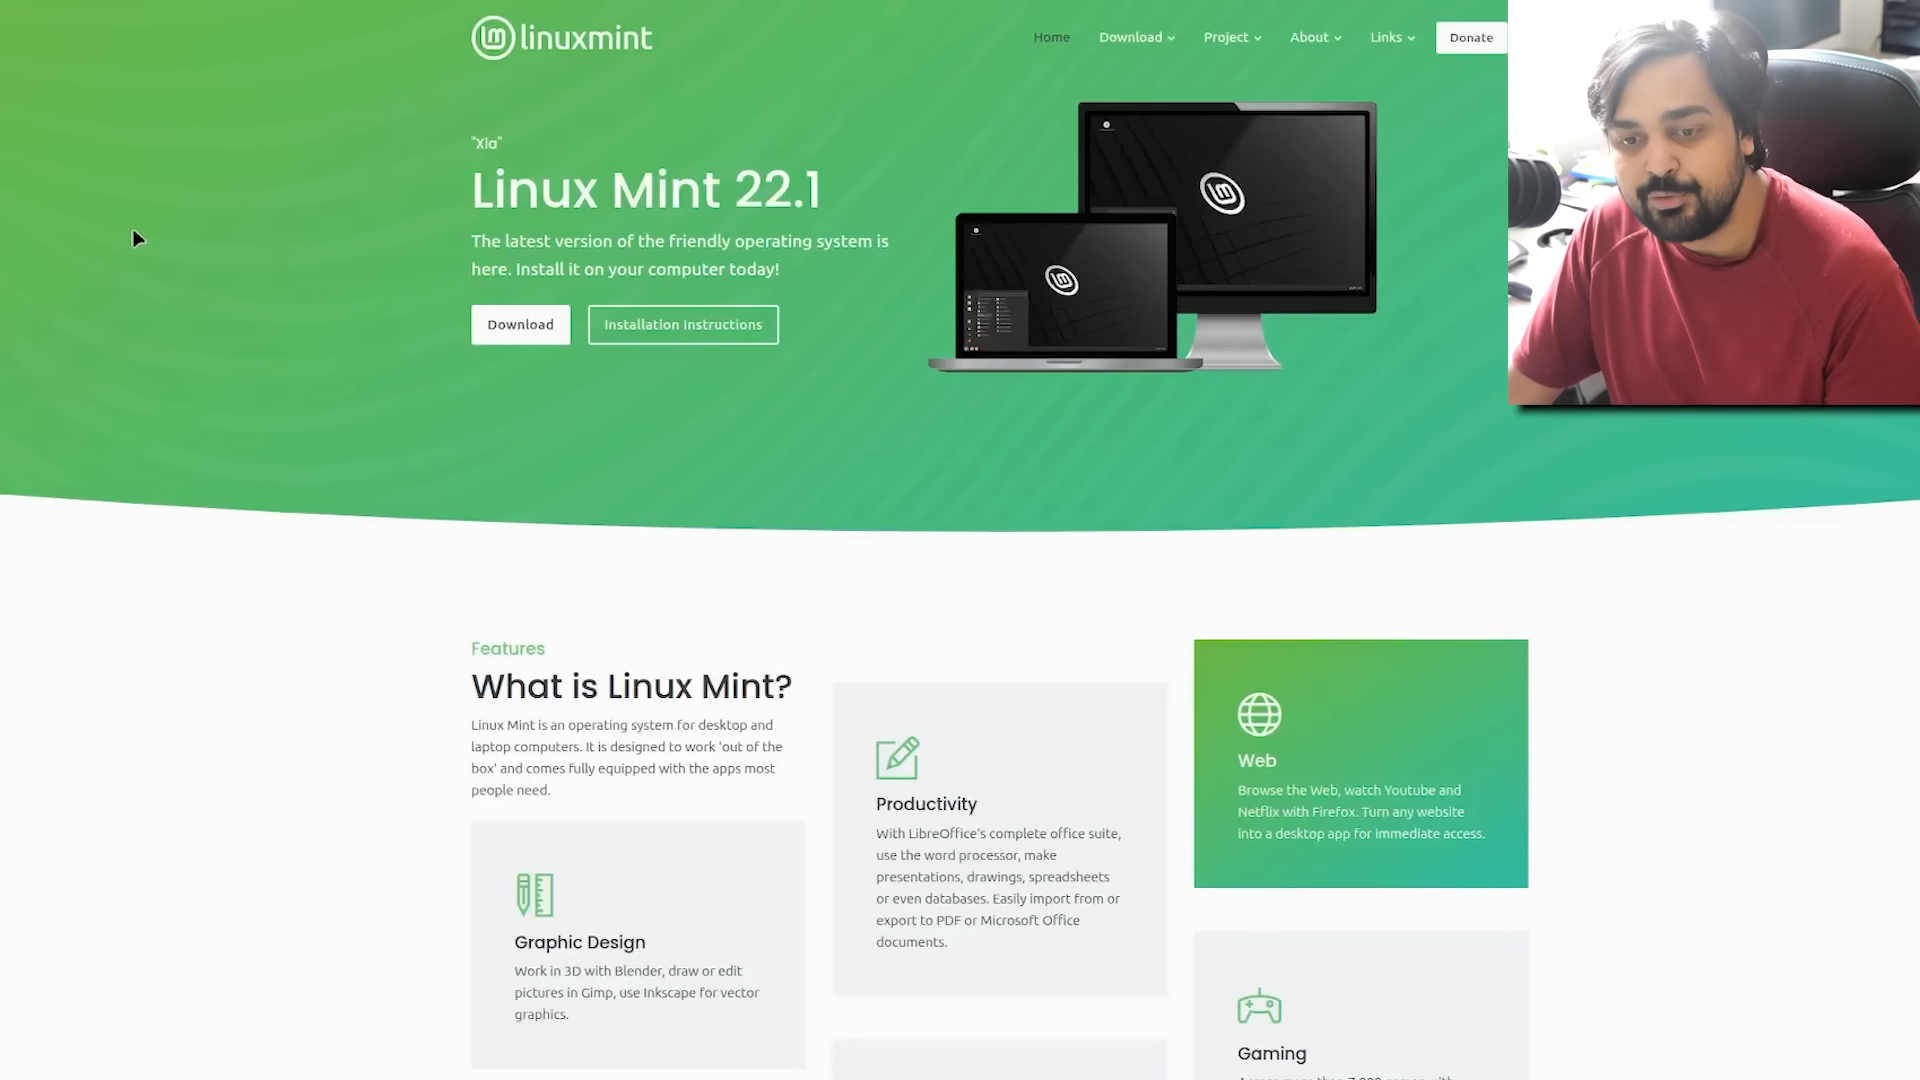 linuxmint
Home
Download
Project
About
Links
Donate
"Xia"
Linux Mint 22.1
The latest version of the friendly operating system is
here. Install it on your computer today!
Download
Installation Instructions
Features
What is Linux Mint?
Linux Mint is an operating system for desktop and
laptop computers. It is designed to work 'out of the
box' and comes fully equipped with the apps most
people need.
Graphic Design
Work in 3D with Blender, draw or edit
pictures in Gimp, use Inkscape for vector
graphics.
Productivity
With LibreOffice's complete office suite,
use the word processor, make
presentations, drawings, spreadsheets
or even databases. Easily import from or
export to PDF or Microsoft Office
documents.
Web
Browse the Web, watch Youtube and
Netflix with Firefox. Turn any website
into a desktop app for immediate access.
Gaming